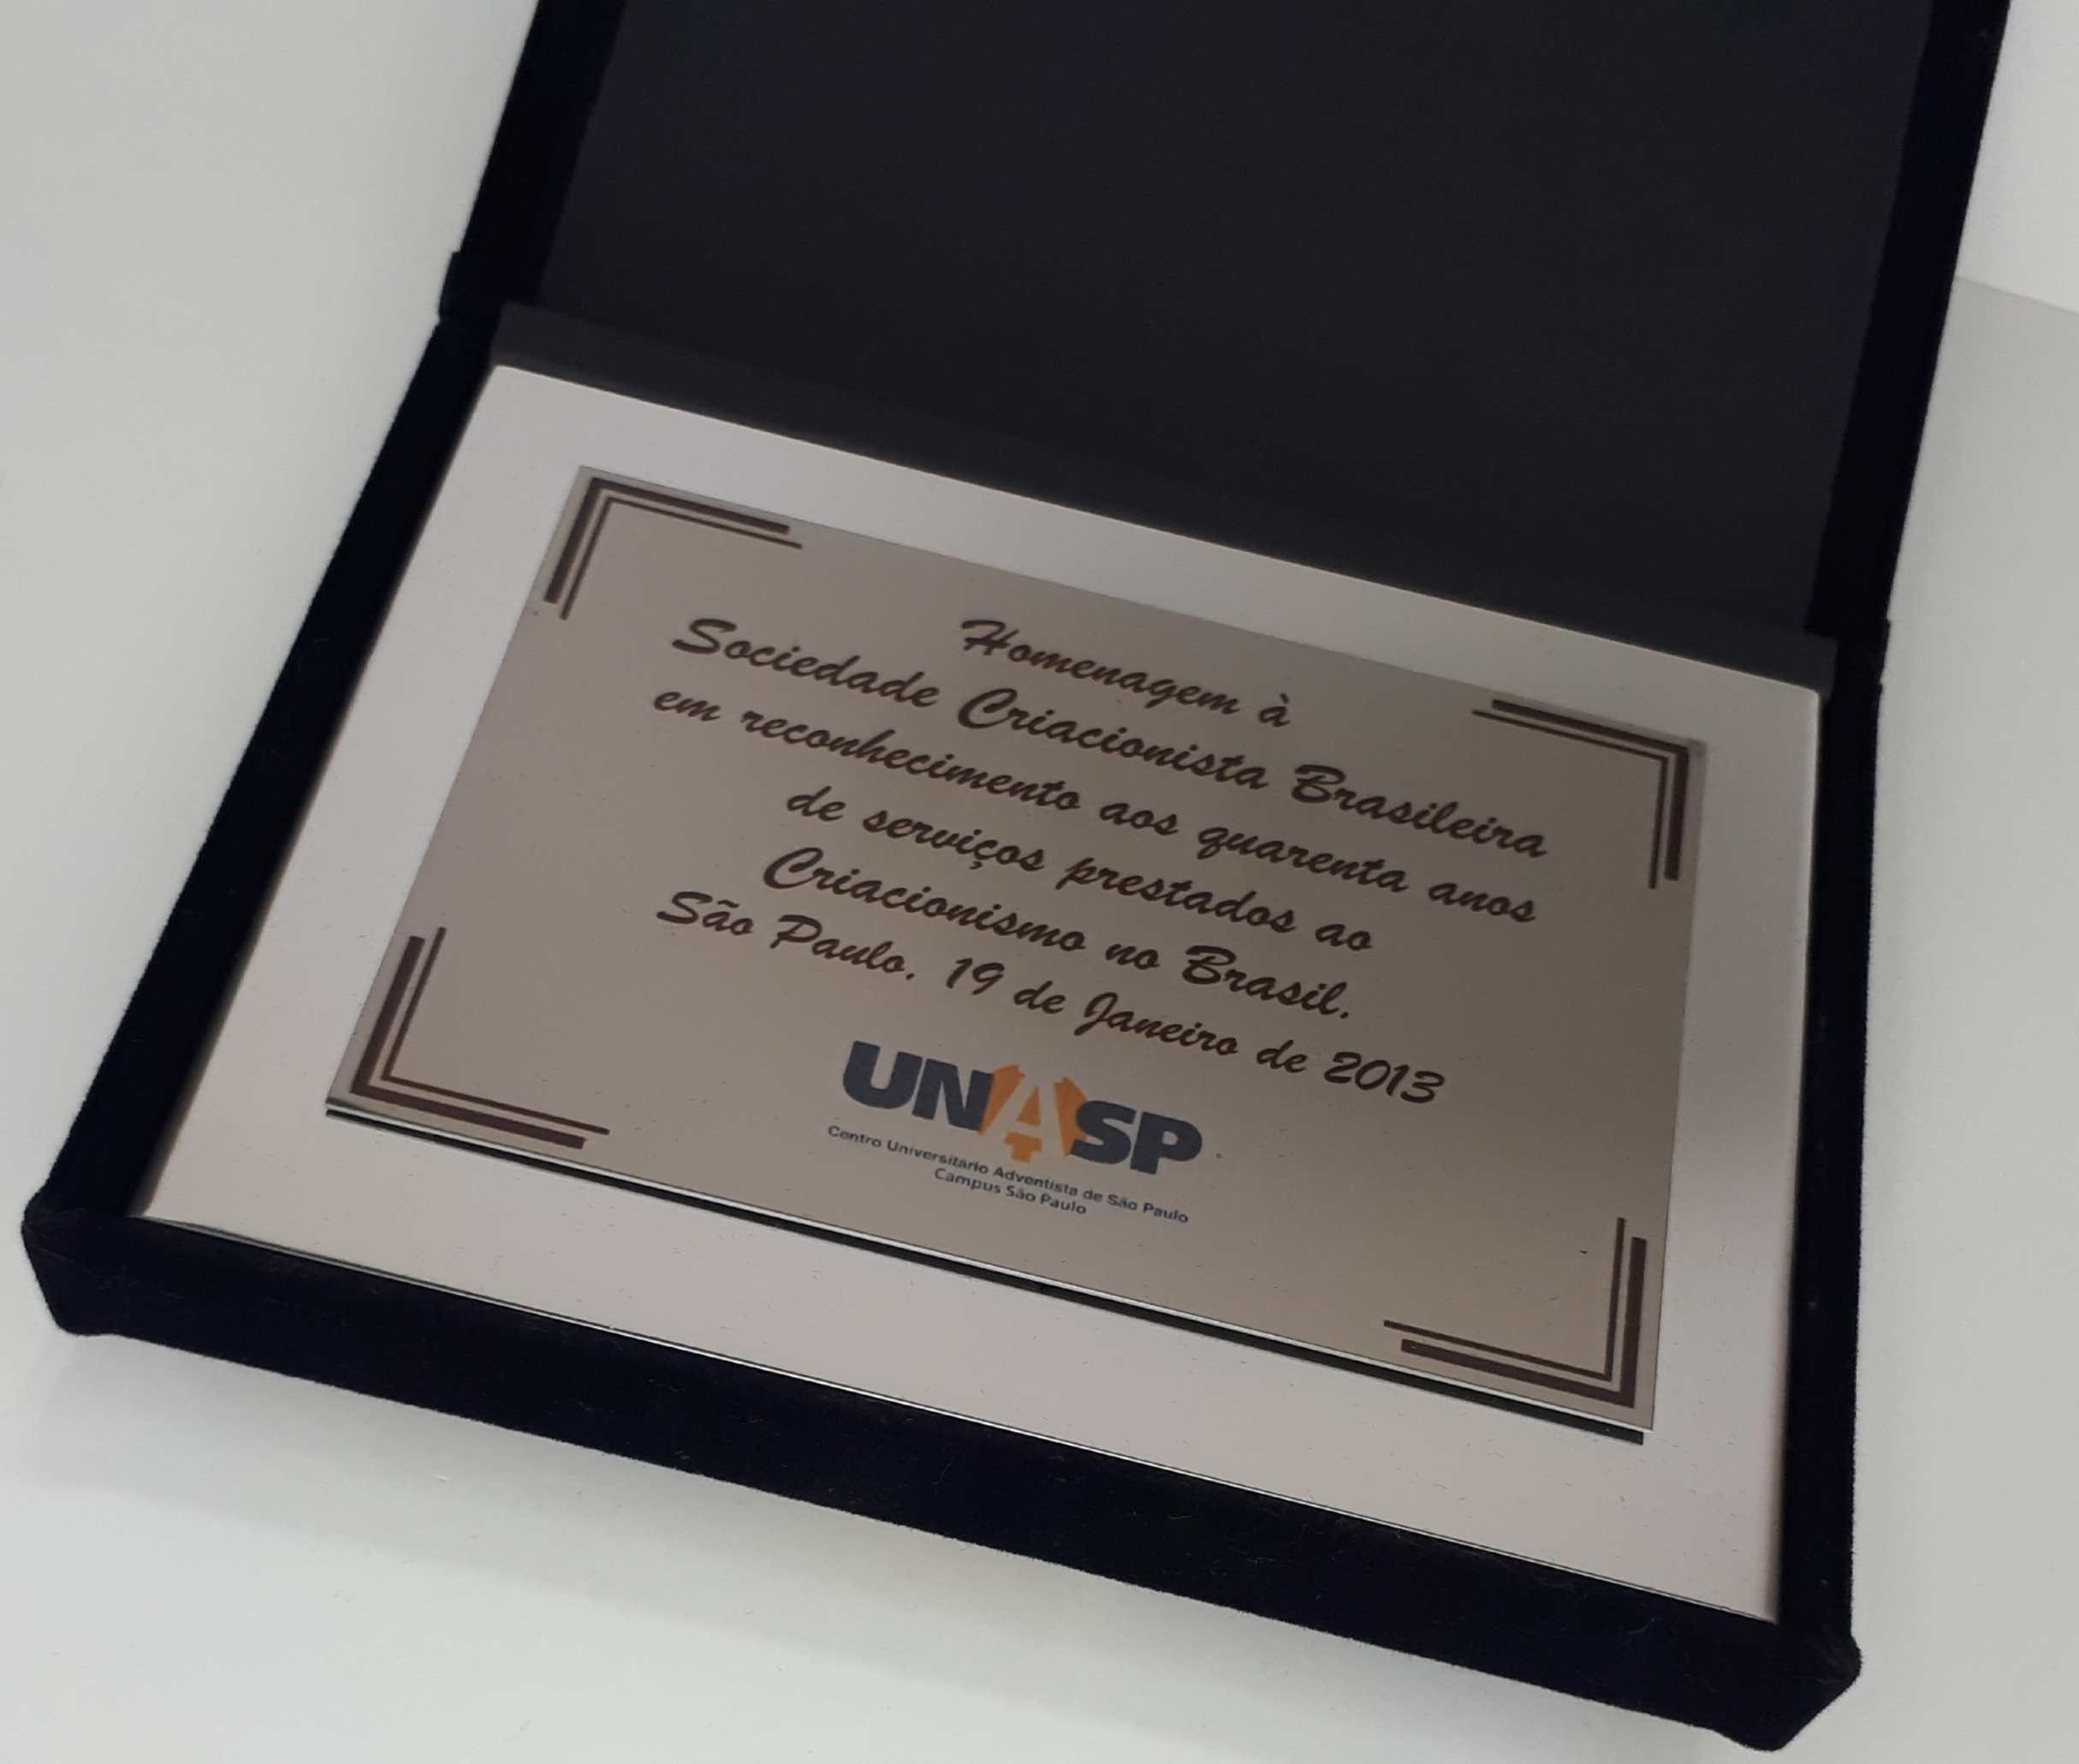 Homenagem à
Sociedade Criacionista Brasileira
em reconhecimento aos quarenta anos
de serviços prestados ao
Criacionismo no Brasil.
São Paulo, 19 de Janeiro de 2013
UNASP
Centro Universitário Adventista de São Paulo
Campus São Paulo